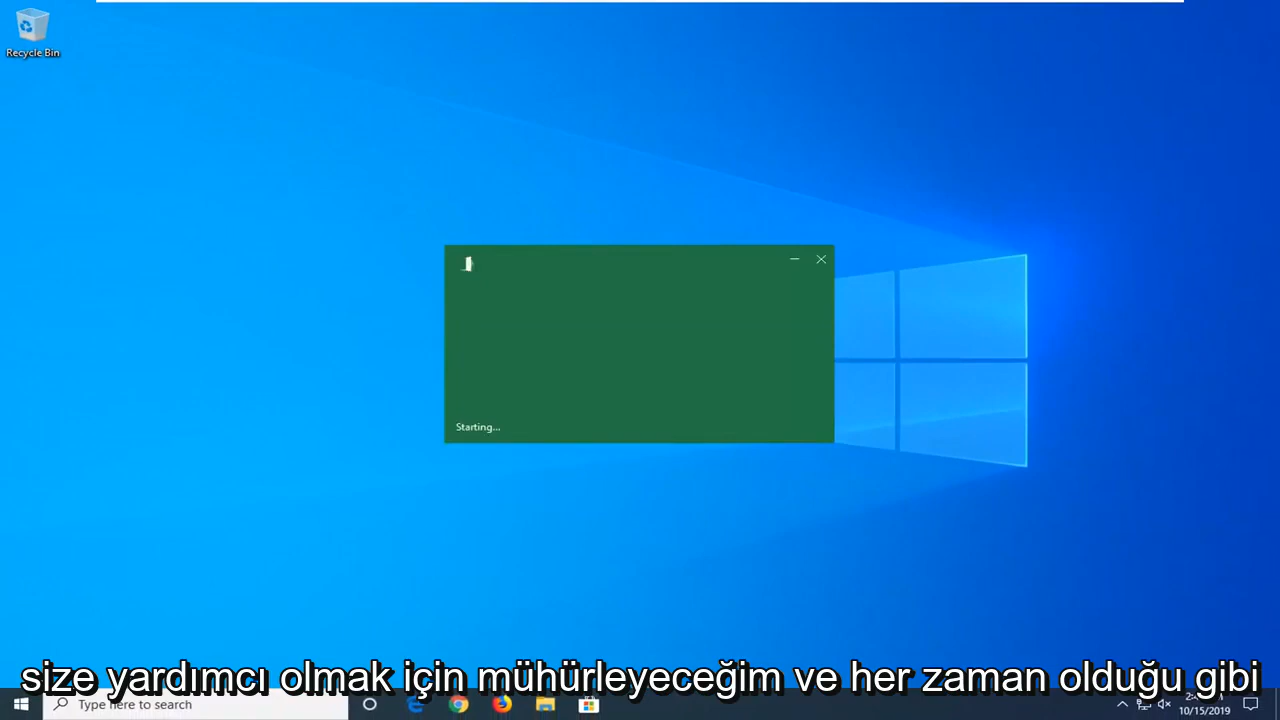 Recycle Bin
Starting...
size yardımcı olmak için mühürleyeceğim ve her zaman olduğu gibi
Type here to search
10/15/2019